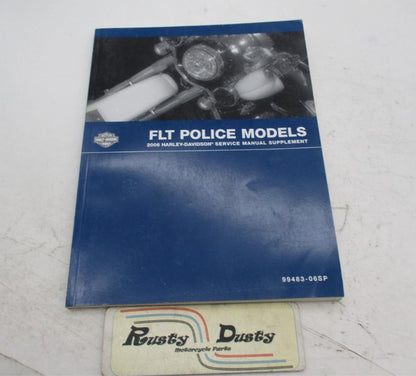 FLT POLICE MODELS
2006 HARLEY-DAVIDSON® SERVICE MANUAL SUPPLEMENT
99483-06SP
Rusty Dusty
Motorcycle Parts